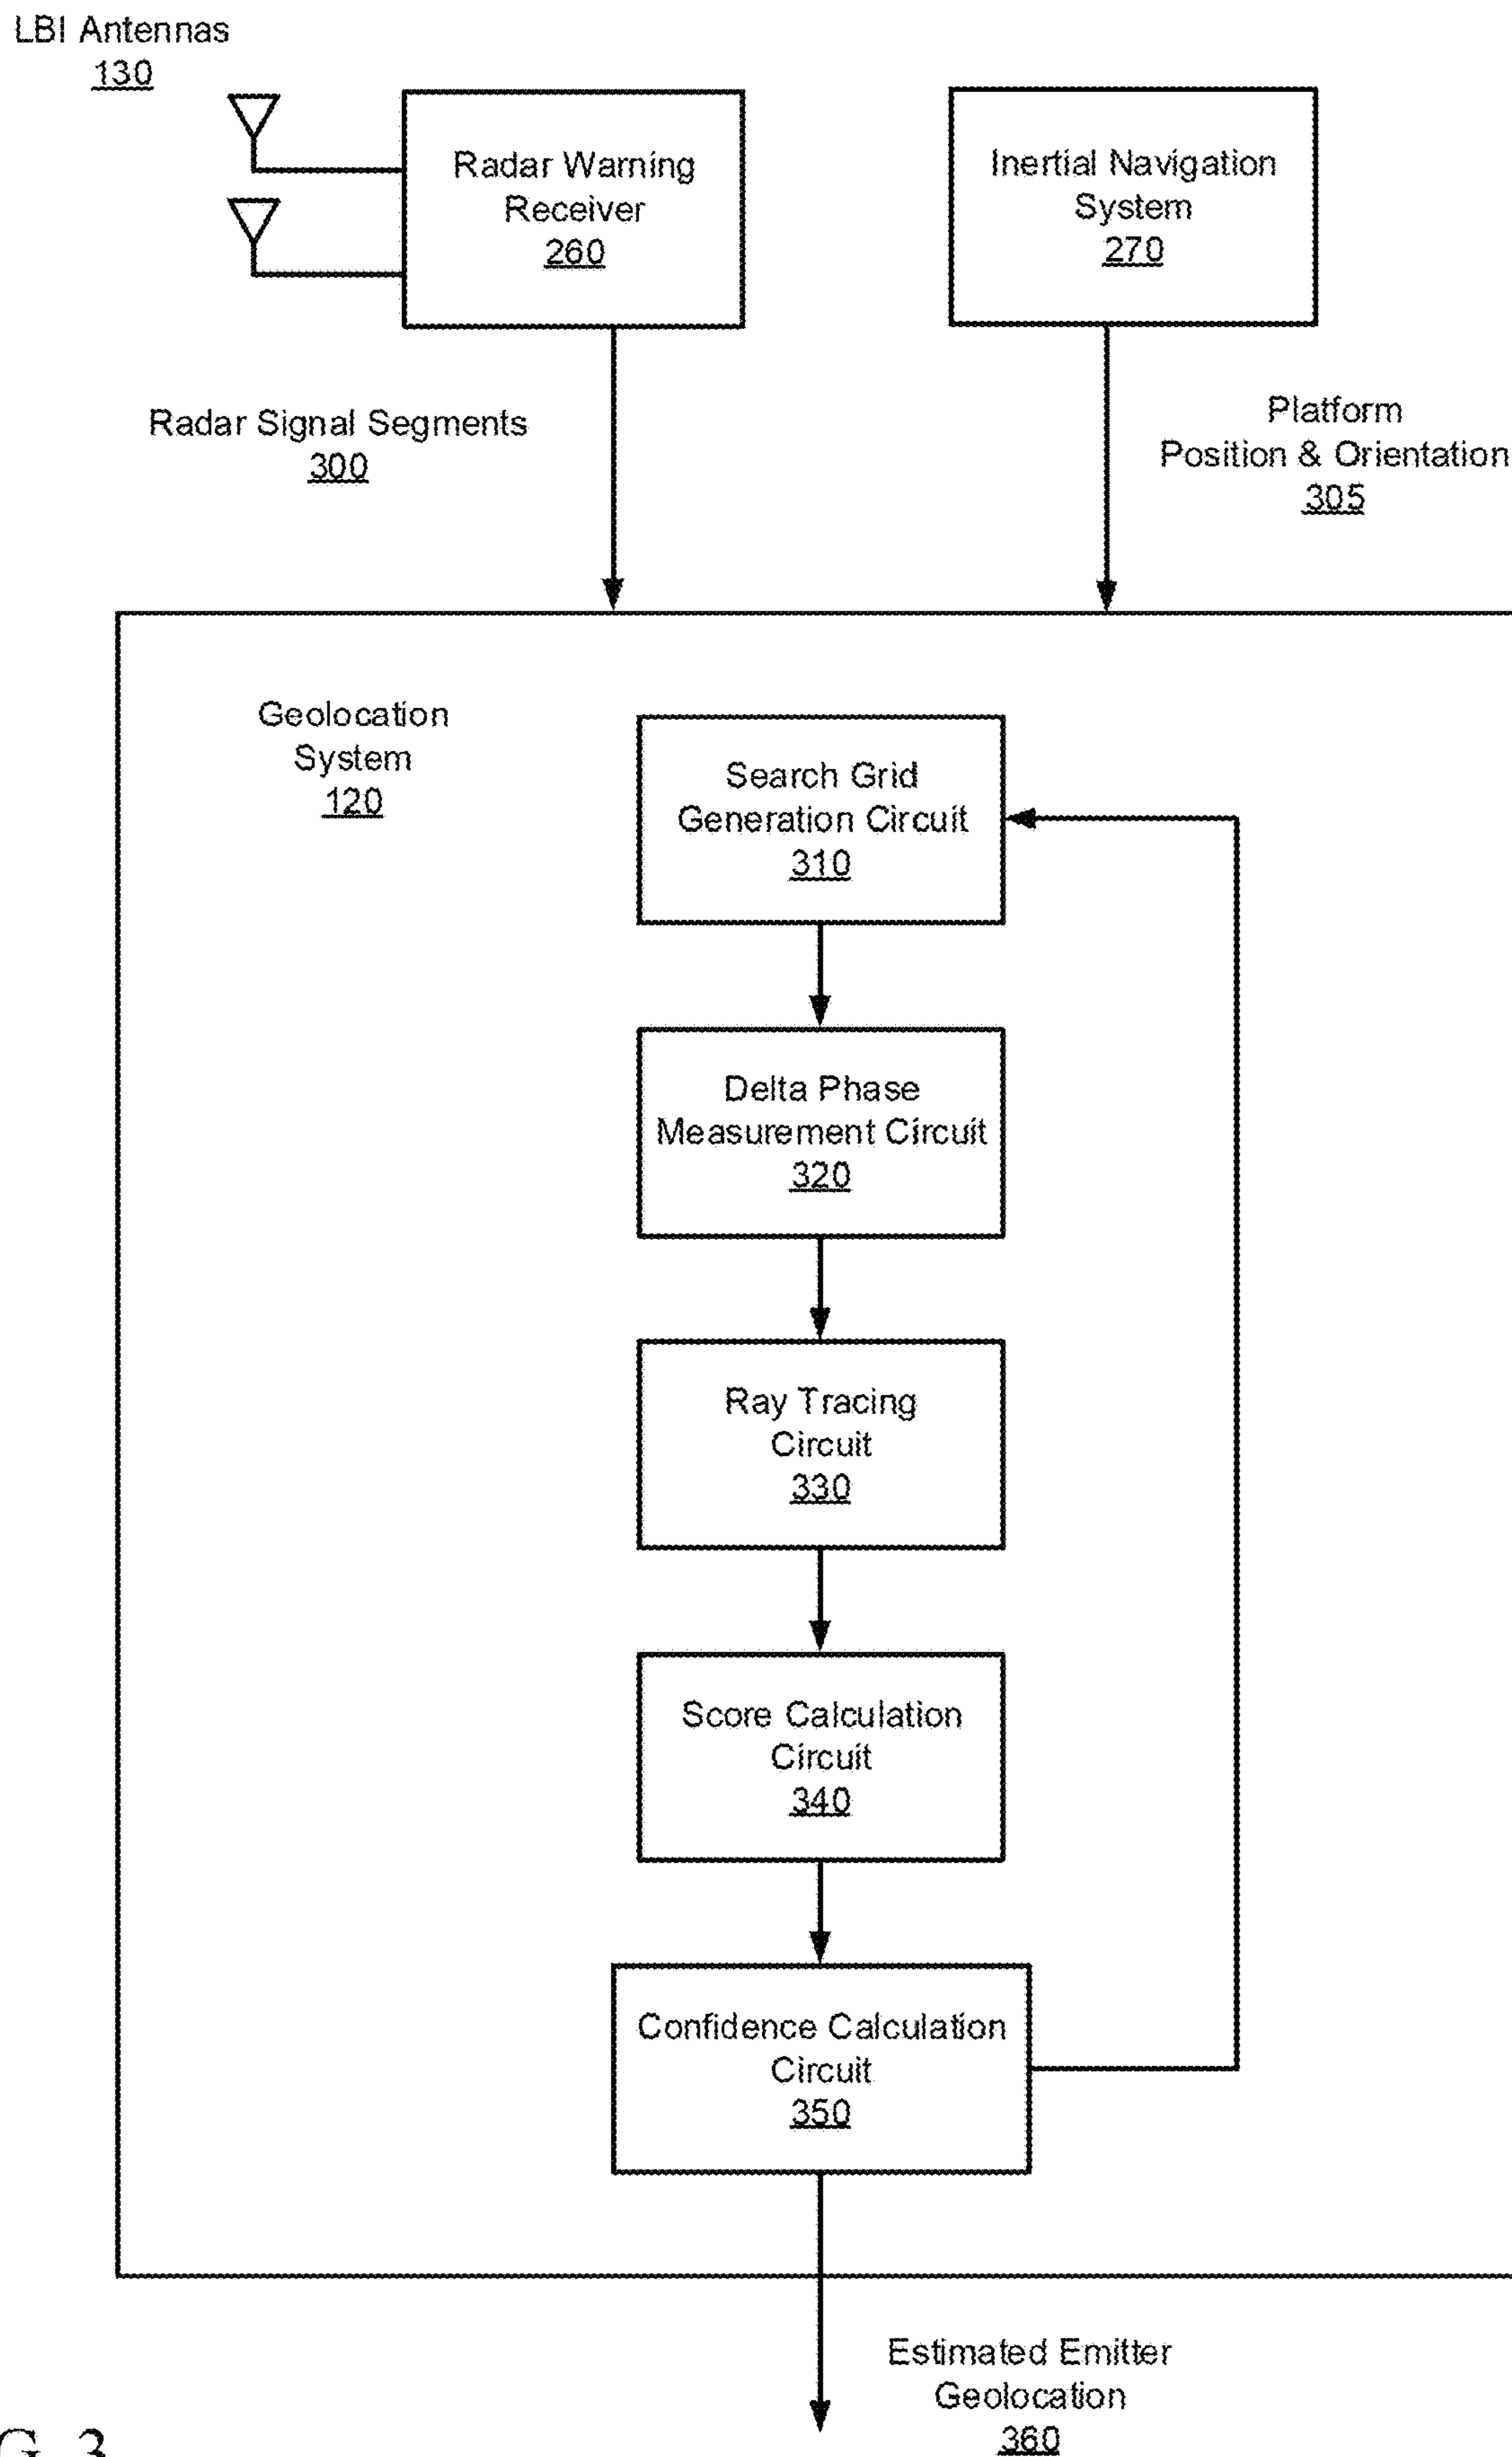 LBI Antennas
130
Radar Warning
Receiver
260
Inertial Navigation
System
270
Radar Signal Segments
300
Platform
Position & Orientation
305
Geolocation
System
120
Search Grid
Generation Circuit
310
Delta Phase
Measurement Circuit
320
Ray Tracing
Circuit
330
Score Calculation
Circuit
340
Confidence Calculation
Circuit
350
Estimated Emitter
Geolocation
360
G. 3